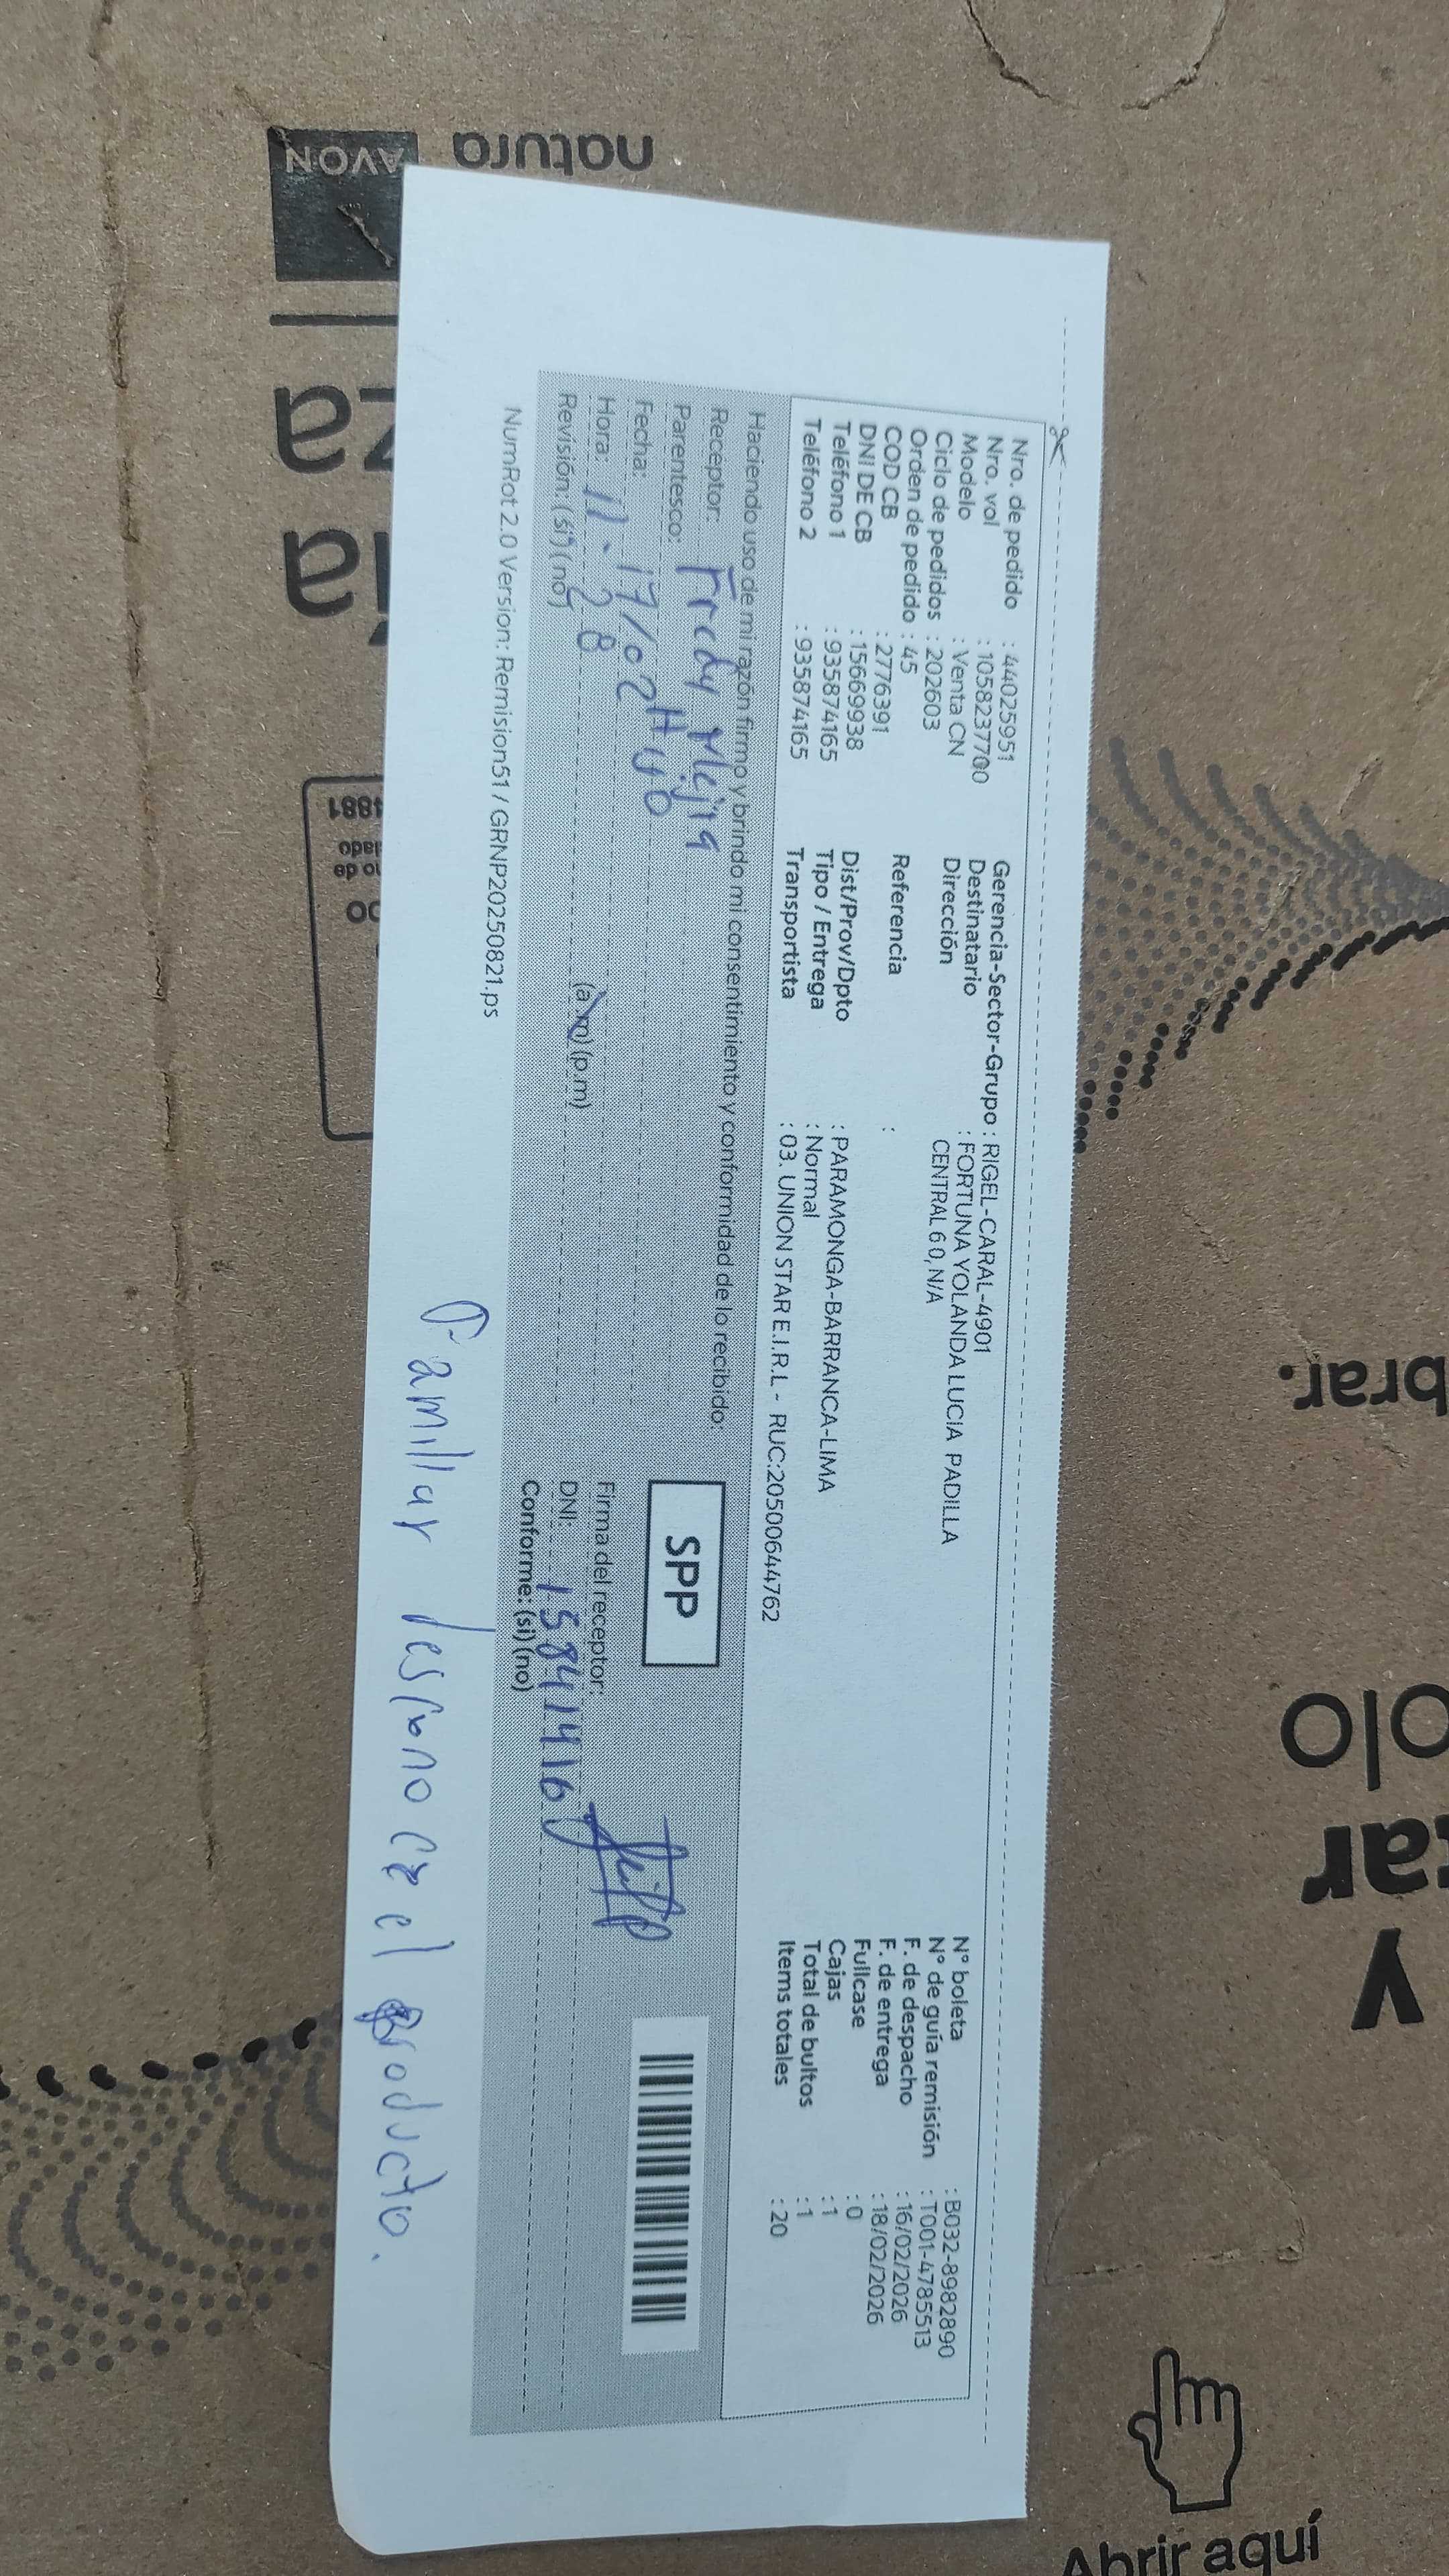 natura
AVON
Nro. de pedido : 44025951
Nro. vol : 1058237700
Modelo : Venta CN
Ciclo de pedidos : 202603
Orden de pedido : 45
COD CB : 2776391
DNI DE CB : 15669938
Teléfono 1 : 935874165
Teléfono 2 : 935874165
Gerencia-Sector-Grupo : RIGEL-CARAL-4901
Destinatario : FORTUNA YOLANDA LUCIA PADILLA
Dirección CENTRAL 6 0, N/A
Referencia :
Dist/Prov/Dpto : PARAMONGA-BARRANCA-LIMA
Tipo / Entrega : Normal
Transportista : 03. UNION STAR E.I.R.L - RUC:20500644762
N° boleta : B032-8982890
N° de guía remisión : T001-4785513
F. de despacho : 16/02/2026
F. de entrega : 18/02/2026
Fullcase : 0
Cajas : 1
Total de bultos : 1
Items totales : 20
Haciendo uso de mi razón firmo y brindo mi consentimiento y conformidad de lo recibido:
Receptor: Fredy Mejia
Parentesco:
Fecha: 17/02
Hora: 11:28 (a.m) (p.m)
Revisión: (si) (no)
SPP
Firma del receptor:
DNI: 15841416
Conforme: (si) (no)
NumRot 2.0 Version: Remision51 / GRNP20250821.ps
Familiar desconoce el producto.
brar.
olo
tar
y
Abrir aquí